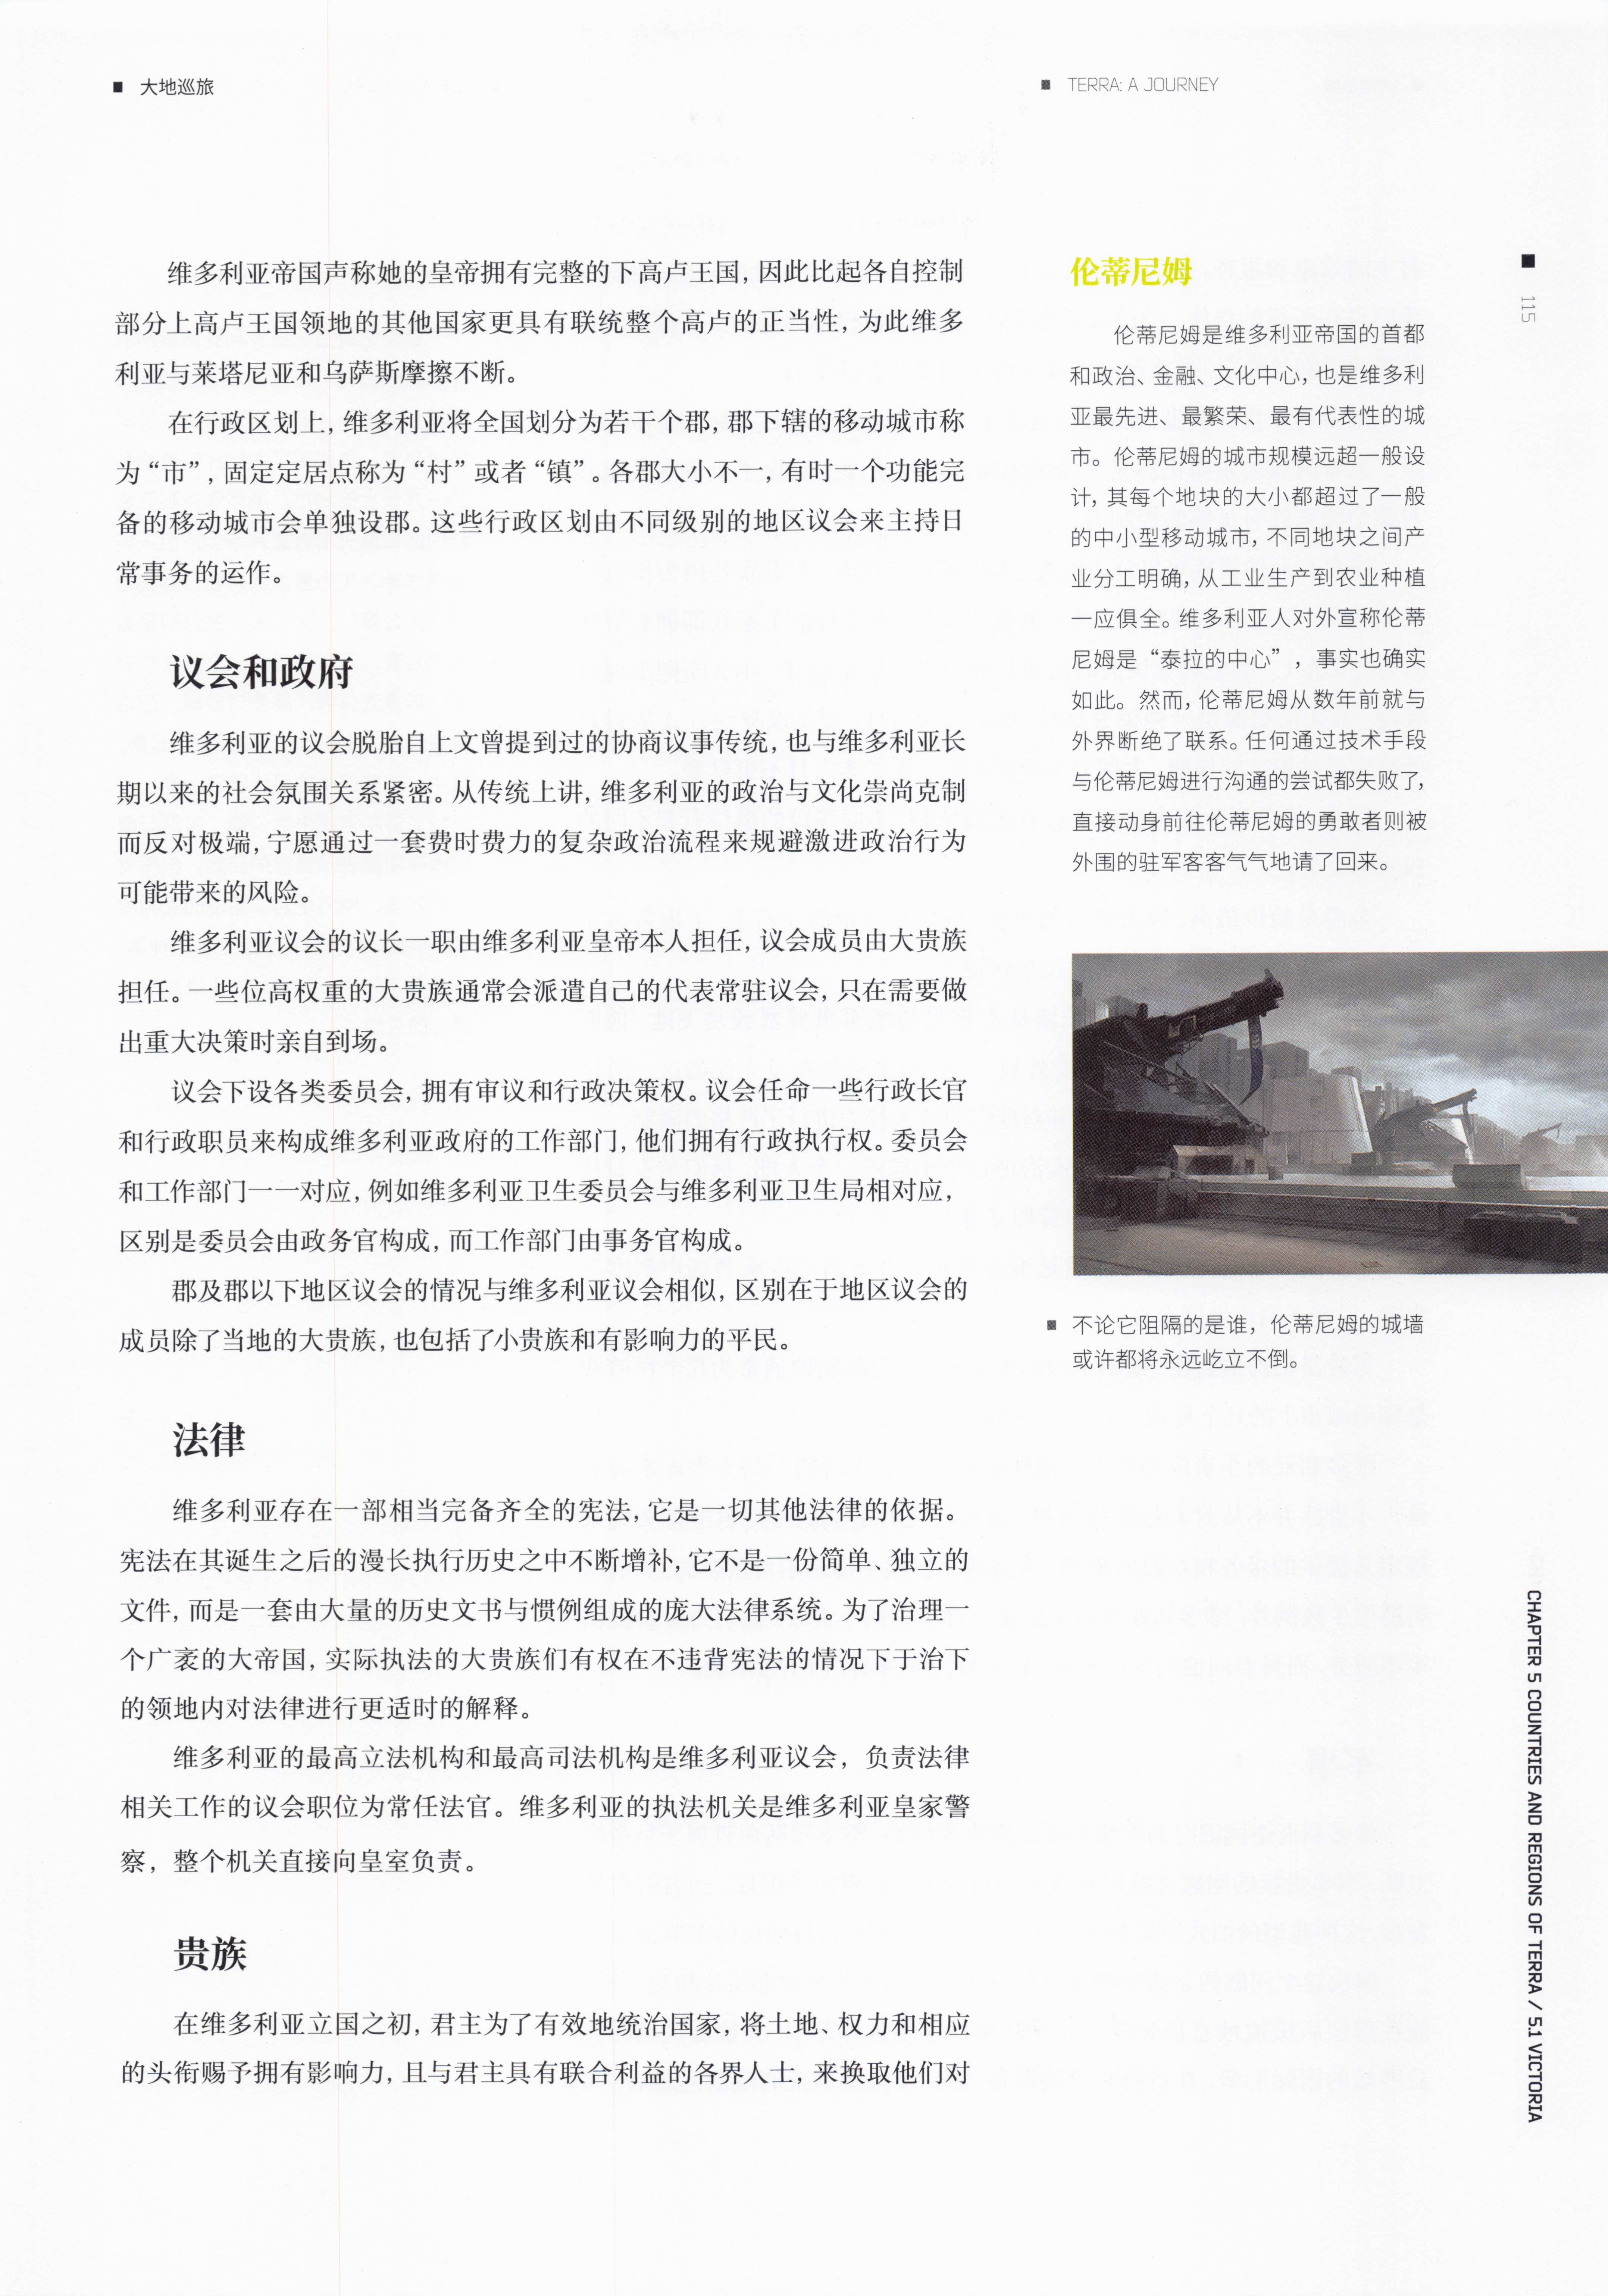 大地巡旅
TERRA: A JOURNEY
维多利亚帝国声称她的皇帝拥有完整的下高卢王国，因此比起各自控制
部分上高卢王国领地的其他国家更具有联统整个高卢的正当性，为此维多
利亚与莱塔尼亚和乌萨斯摩擦不断。
在行政区划上，维多利亚将全国划分为若干个郡，郡下辖的移动城市称
为“市”，固定定居点称为“村”或者“镇”。各郡大小不一，有时一个功能完
备的移动城市会单独设郡。这些行政区划由不同级别的地区议会来主持日
常事务的运作。
议会和政府
维多利亚的议会脱胎自上文曾提到过的协商议事传统，也与维多利亚长
期以来的社会氛围关系紧密。从传统上讲，维多利亚的政治与文化崇尚克制
而反对极端，宁愿通过一套费时费力的复杂政治流程来规避激进政治行为
可能带来的风险。
维多利亚议会的议长一职由维多利亚皇帝本人担任，议会成员由大贵族
担任。一些位高权重的大贵族通常会派遣自己的代表常驻议会，只在需要做
出重大决策时亲自到场。
议会下设各类委员会，拥有审议和行政决策权。议会任命一些行政长官
和行政职员来构成维多利亚政府的工作部门，他们拥有行政执行权。委员会
和工作部门一一对应，例如维多利亚卫生委员会与维多利亚卫生局相对应，
区别是委员会由政务官构成，而工作部门由事务官构成。
郡及郡以下地区议会的情况与维多利亚议会相似，区别在于地区议会的
成员除了当地的大贵族，也包括了小贵族和有影响力的平民。
法律
维多利亚存在一部相当完备齐全的宪法，它是一切其他法律的依据。
宪法在其诞生之后的漫长执行历史之中不断增补，它不是一份简单、独立的
文件，而是一套由大量的历史文书与惯例组成的庞大法律系统。为了治理一
个广袤的大帝国，实际执法的大贵族们有权在不违背宪法的情况下于治下
的领地内对法律进行更适时的解释。
维多利亚的最高立法机构和最高司法机构是维多利亚议会，负责法律
相关工作的议会职位为常任法官。维多利亚的执法机关是维多利亚皇家警
察，整个机关直接向皇室负责。
贵族
在维多利亚立国之初，君主为了有效地统治国家，将土地、权力和相应
的头衔赐予拥有影响力，且与君主具有联合利益的各界人士，来换取他们对
伦蒂尼姆
伦蒂尼姆是维多利亚帝国的首都
和政治、金融、文化中心，也是维多利
亚最先进、最繁荣、最有代表性的城
市。伦蒂尼姆的城市规模远超一般设
计，其每个地块的大小都超过了一般
的中小型移动城市，不同地块之间产
业分工明确，从工业生产到农业种植
一应俱全。维多利亚人对外宣称伦蒂
尼姆是“泰拉的中心”，事实也确实
如此。然而，伦蒂尼姆从数年前就与
外界断绝了联系。任何通过技术手段
与伦蒂尼姆进行沟通的尝试都失败了，
直接动身前往伦蒂尼姆的勇敢者则被
外围的驻军客客气气地请了回来。
不论它阻隔的是谁，伦蒂尼姆的城墙
或许都将永远屹立不倒。
115
CHAPTER 5 COUNTRIES AND REGIONS OF TERRA / 5.1 VICTORIA